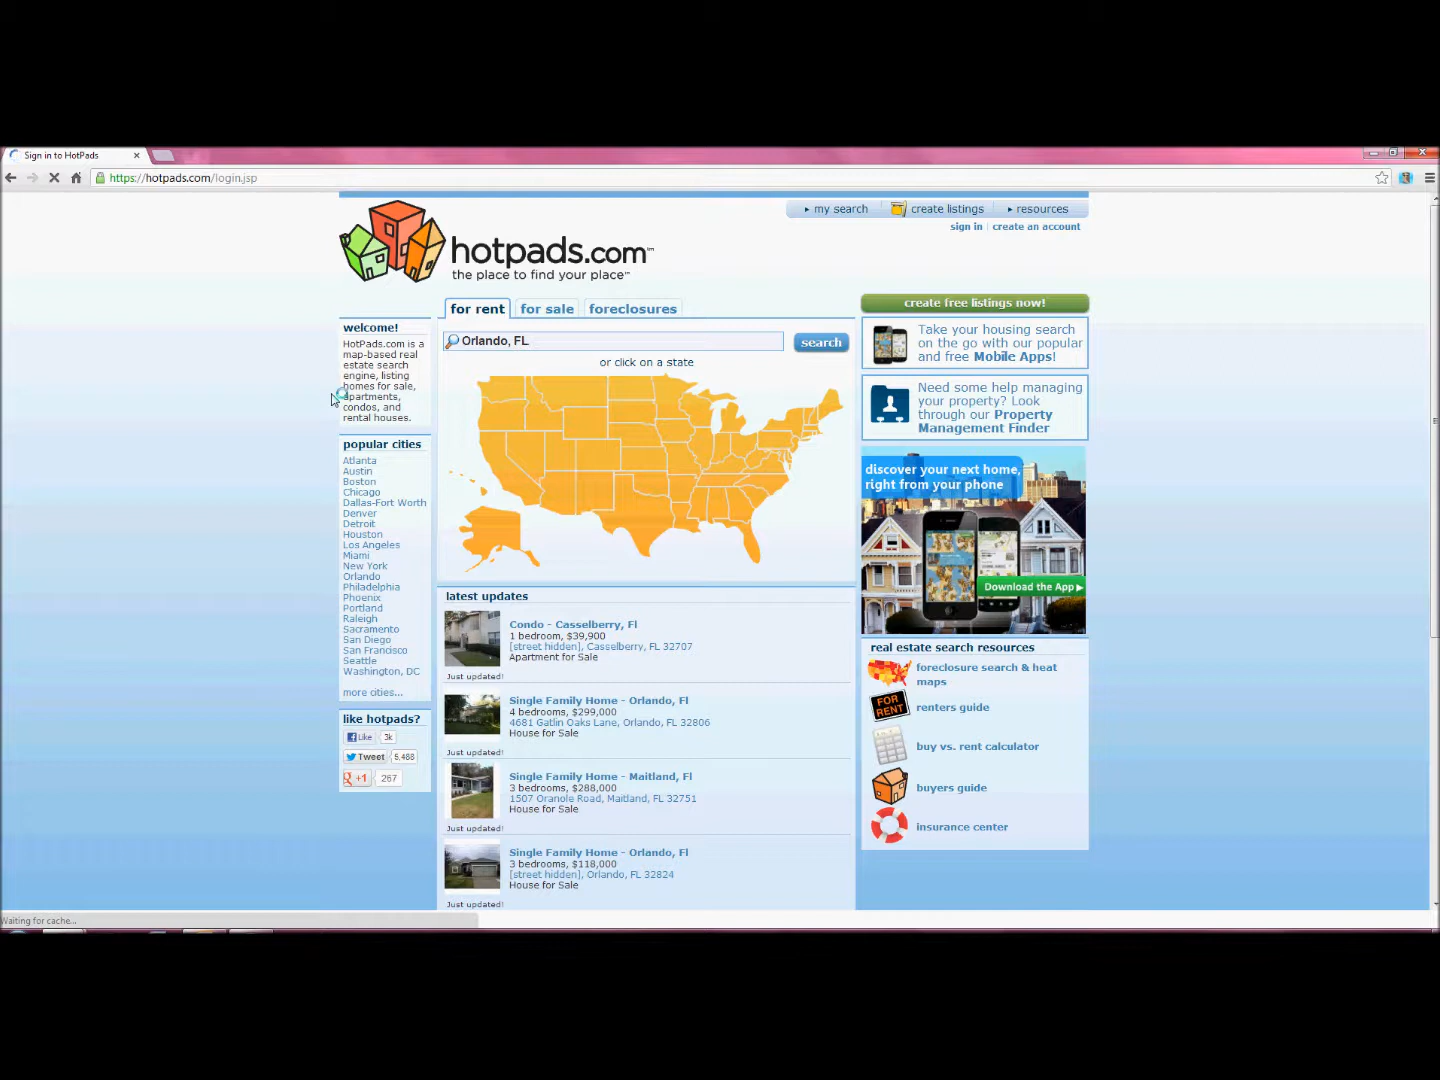 Sign in to HotPads
https://hotpads.com/login.jsp
my search
create listings
resources
sign in | create an account
hotpads.com™
the place to find your place™
for rent
for sale
foreclosures
create free listings now!
welcome!
HotPads.com is a
map-based real
estate search
engine, listing
homes for sale,
apartments,
condos, and
rental houses.
Orlando, FL
search
or click on a state
Take your housing search
on the go with our popular
and free Mobile Apps!
Need some help managing
your property? Look
through our Property
Management Finder
popular cities
Atlanta
Austin
Boston
Chicago
Dallas-Fort Worth
Denver
Detroit
Houston
Los Angeles
Miami
New York
Orlando
Philadelphia
Phoenix
Portland
Raleigh
Sacramento
San Diego
San Francisco
Seattle
Washington, DC
more cities...
discover your next home,
right from your phone
Download the App
latest updates
Condo - Casselberry, Fl
1 bedroom, $39,900
[street hidden], Casselberry, FL 32707
Apartment for Sale
Just updated!
Single Family Home - Orlando, Fl
4 bedrooms, $299,000
4681 Gatlin Oaks Lane, Orlando, FL 32806
House for Sale
Just updated!
Single Family Home - Maitland, Fl
3 bedrooms, $288,000
1507 Oranole Road, Maitland, FL 32751
House for Sale
Just updated!
Single Family Home - Orlando, Fl
3 bedrooms, $118,000
[street hidden], Orlando, FL 32824
House for Sale
Just updated!
real estate search resources
foreclosure search & heat
maps
FOR
RENT
renters guide
buy vs. rent calculator
buyers guide
insurance center
like hotpads?
Like 3k
Tweet 5,488
+1 267
Waiting for cache...